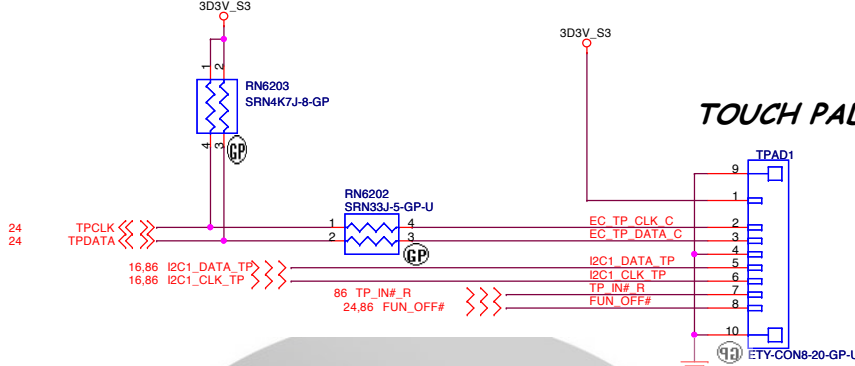 3D3V_S3
3D3V_S3
1 2
RN6203
SRN4K7J-8-GP
4 3
GP
TOUCH PAD
TPAD1
9
1
RN6202
SRN33J-5-GP-U
24 TPCLK 1 4 EC_TP_CLK_C 2
24 TPDATA 2 3 EC_TP_DATA_C 3
GP
4
16,86 I2C1_DATA_TP I2C1_DATA_TP 5
16,86 I2C1_CLK_TP I2C1_CLK_TP 6
86 TP_IN#_R TP_IN#_R 7
24,86 FUN_OFF# FUN_OFF# 8
10
GP
ETY-CON8-20-GP-U